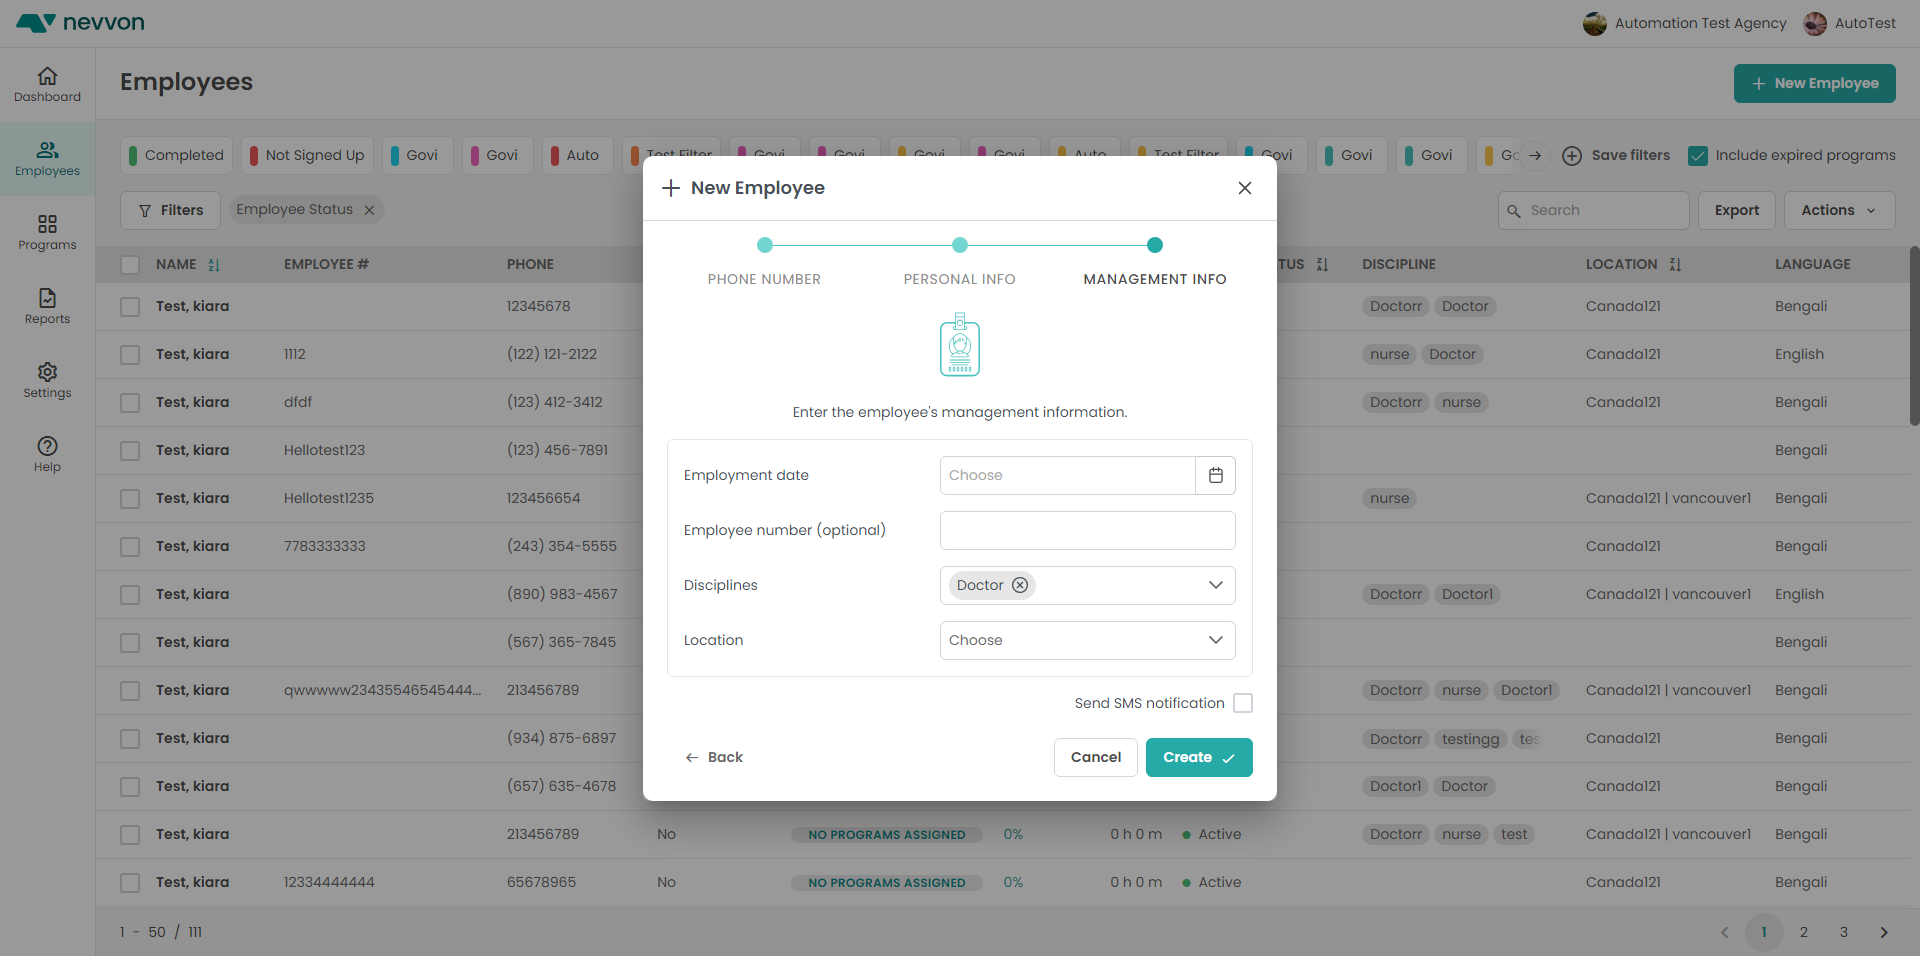 nevvon
Automation Test Agency
AutoTest
Dashboard
Employees
Programs
Reports
Settings
Help
Employees
+ New Employee
Completed
Not Signed Up
Govi
Govi
Auto
Test Filter
Govi
Govi
Govi
Govi
Auto
Test Filter
Govi
Govi
Govi
Save filters
Include expired programs
Filters
Employee Status
Search
Export
Actions
NAME EMPLOYEE # PHONE DISCIPLINE LOCATION LANGUAGE
Test, kiara 12345678 Doctorr Doctor Canada121 Bengali
Test, kiara 1112 (122) 121-2122 nurse Doctor Canada121 English
Test, kiara dfdf (123) 412-3412 Doctorr nurse Canada121 Bengali
Test, kiara Hellotest123 (123) 456-7891 Bengali
Test, kiara Hellotest1235 123456654 nurse Canada121 | vancouver1 Bengali
Test, kiara 7783333333 (243) 354-5555 Canada121 Bengali
Test, kiara (890) 983-4567 Doctorr Doctor1 Canada121 | vancouver1 English
Test, kiara (567) 365-7845 Bengali
Test, kiara qwwwww23435546545444... 213456789 Doctorr nurse Doctor1 Canada121 | vancouver1 Bengali
Test, kiara (934) 875-6897 Doctorr testingg Canada121 Bengali
Test, kiara (657) 635-4678 Doctor1 Doctor Canada121 Bengali
Test, kiara 213456789 No NO PROGRAMS ASSIGNED 0% 0 h 0 m Active Doctorr nurse test Canada121 | vancouver1 Bengali
Test, kiara 12334444444 65678965 No NO PROGRAMS ASSIGNED 0% 0 h 0 m Active Canada121 Bengali
1 - 50 / 111
1 2 3
New Employee
PHONE NUMBER PERSONAL INFO MANAGEMENT INFO
Enter the employee's management information.
Employment date Choose
Employee number (optional)
Disciplines Doctor
Location Choose
Send SMS notification
Back
Cancel
Create